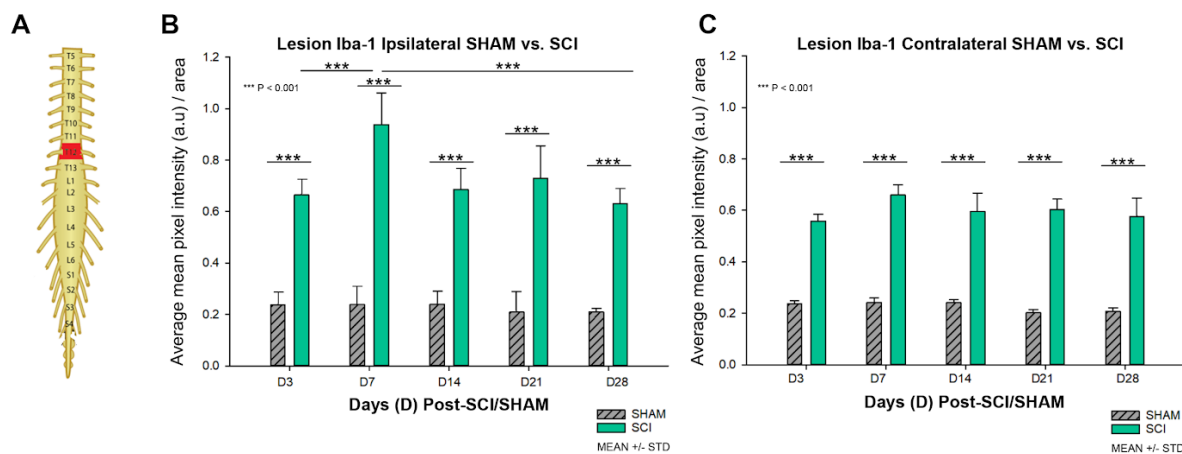 A
T5
T6
T7
T8
T9
T10
T11
T12
T13
L1
L2
L3
L4
L5
L6
S1
S2
S3
S4
B
Lesion Iba-1 Ipsilateral SHAM vs. SCI
Average mean pixel intensity (a.u) / area
1.2
1.0
0.8
0.6
0.4
0.2
0.0
*** P < 0.001
***
***
***
***
***
***
***
D3
D7
D14
D21
D28
Days (D) Post-SCI/SHAM
SHAM
SCI
MEAN +/- STD
C
Lesion Iba-1 Contralateral SHAM vs. SCI
Average mean pixel intensity (a.u) / area
1.2
1.0
0.8
0.6
0.4
0.2
0.0
*** P < 0.001
***
***
***
***
***
D3
D7
D14
D21
D28
Days (D) Post-SCI/SHAM
SHAM
SCI
MEAN +/- STD